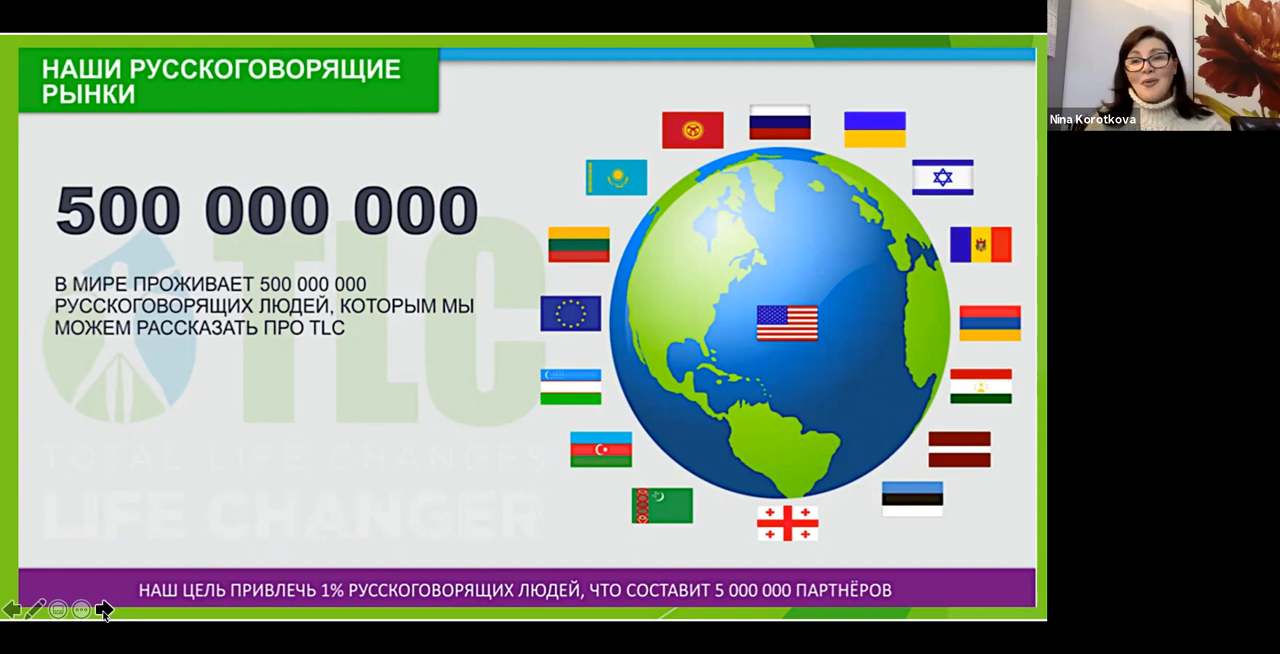 НАШИ РУССКОГОВОРЯЩИЕ
РЫНКИ
500 000 000
В МИРЕ ПРОЖИВАЕТ 500 000 000
РУССКОГОВОРЯЩИХ ЛЮДЕЙ, КОТОРЫМ МЫ
МОЖЕМ РАССКАЗАТЬ ПРО TLC
TLC
TOTAL LIFE CHANGES
LIFE CHANGER
НАШ ЦЕЛЬ ПРИВЛЕЧЬ 1% РУССКОГОВОРЯЩИХ ЛЮДЕЙ, ЧТО СОСТАВИТ 5 000 000 ПАРТНЁРОВ
Nina Korotkova